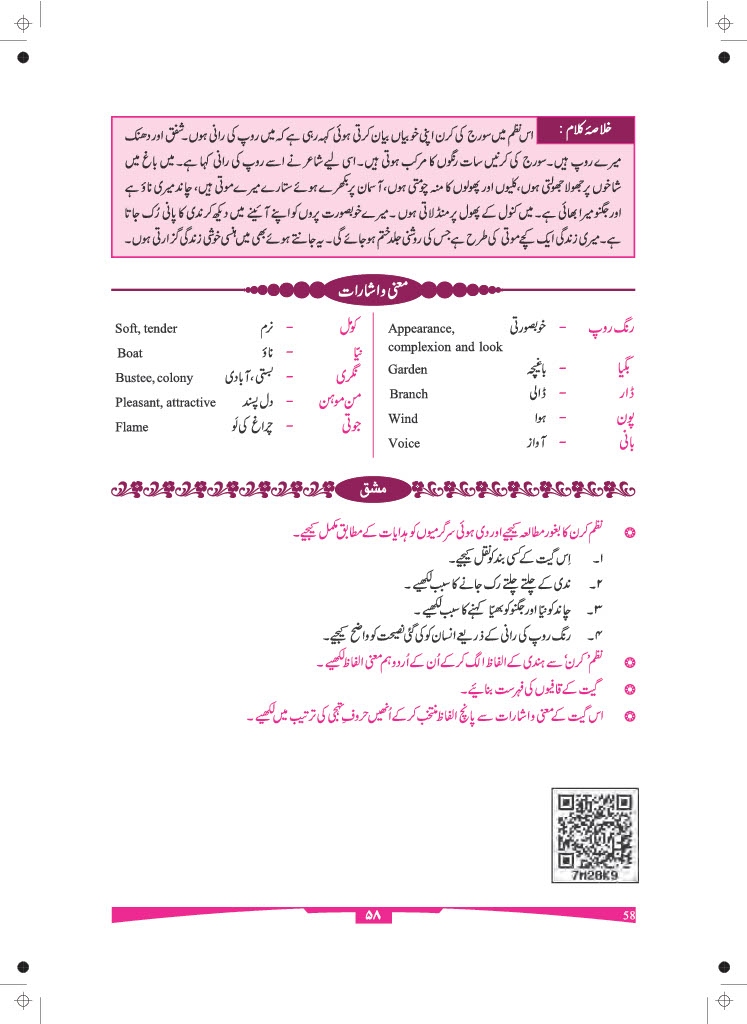 خلاصۂ کلام : اس نظم میں سورج کی کرن اپنی خوبیاں بیان کرتی ہوئی کہہ رہی ہے کہ میں روپ کی رانی ہوں۔ شفق اور دھنک
میرے روپ ہیں۔ سورج کی کرنیں سات رنگوں کا مرکب ہوتی ہیں۔ اسی لیے شاعر نے اسے روپ کی رانی کہا ہے۔ میں باغ میں
شاخوں پر جھولا جھولتی ہوں، کلیوں اور پھولوں کا منہ چومتی ہوں، آسمان پر بکھرے ہوئے ستارے میرے موتی ہیں، چاند میری ناؤ ہے
اور جگنو میرا بھائی ہے۔ میں کنول کے پھول پر منڈلاتی ہوں۔ میرے خوبصورت پروں کو اپنے آئینے میں دیکھ کر ندی کا پانی رُک جاتا
ہے۔ میری زندگی ایک کچے موتی کی طرح ہے جس کی روشنی جلد ختم ہوجائے گی۔ یہ جانتے ہوئے بھی میں ہنسی خوشی زندگی گزارتی ہوں۔
معنی و اشارات
رنگ روپ – خوبصورتی Appearance,
complexion and look
بگیا – باغیچہ Garden
ڈار – ڈالی Branch
پون – ہوا Wind
بانی – آواز Voice
کومل – نرم Soft, tender
نیّا – ناؤ Boat
نگری – بستی، آبادی Bustee, colony
من موہن – دل پسند Pleasant, attractive
جوتی – چراغ کی لَو Flame
مشق
نظم کرن کا بغور مطالعہ کیجیے اور دی ہوئی سرگرمیوں کو ہدایات کے مطابق مکمل کیجیے۔
۱۔ اِس گیت کے کسی بند کو نقل کیجیے۔
۲۔ ندی کے چلتے چلتے رک جانے کا سبب لکھیے۔
۳۔ چاند کو نیّا اور جگنو کو بھیّا کہنے کا سبب لکھیے۔
۴۔ رنگ روپ کی رانی کے ذریعے انسان کو کی گئی نصیحت کو واضح کیجیے۔
نظم ’کرن‘ سے ہندی کے الفاظ الگ کرکے اُن کے اُردو ہم معنی الفاظ لکھیے۔
گیت کے قافیوں کی فہرست بنائیے۔
اس گیت کے معنی و اشارات سے پانچ الفاظ منتخب کرکے اُنھیں حروفِ تہجی کی ترتیب میں لکھیے۔
7M28K9
۵۸
58